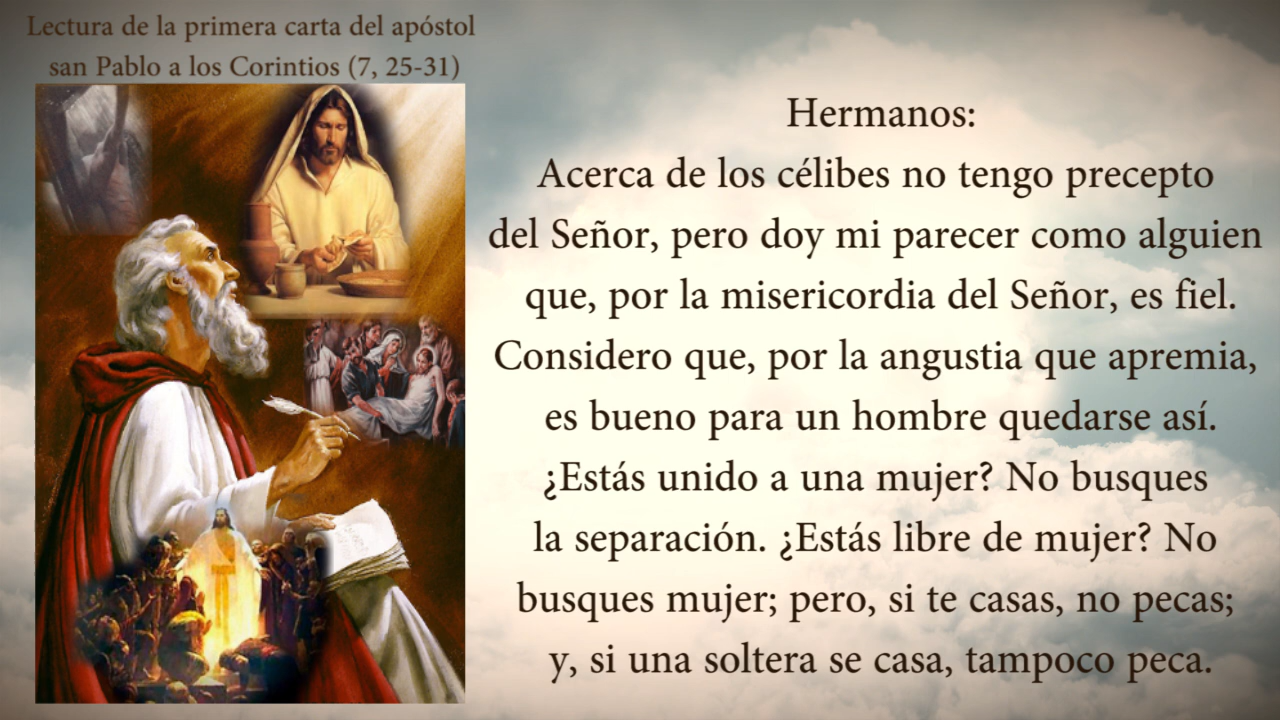 Lectura de la primera carta del apóstol
san Pablo a los Corintios (7, 25-31)
Hermanos:
Acerca de los célibes no tengo precepto
del Señor, pero doy mi parecer como alguien
que, por la misericordia del Señor, es fiel.
Considero que, por la angustia que apremia,
es bueno para un hombre quedarse así.
¿Estás unido a una mujer? No busques
la separación. ¿Estás libre de mujer? No
busques mujer; pero, si te casas, no pecas;
y, si una soltera se casa, tampoco peca.